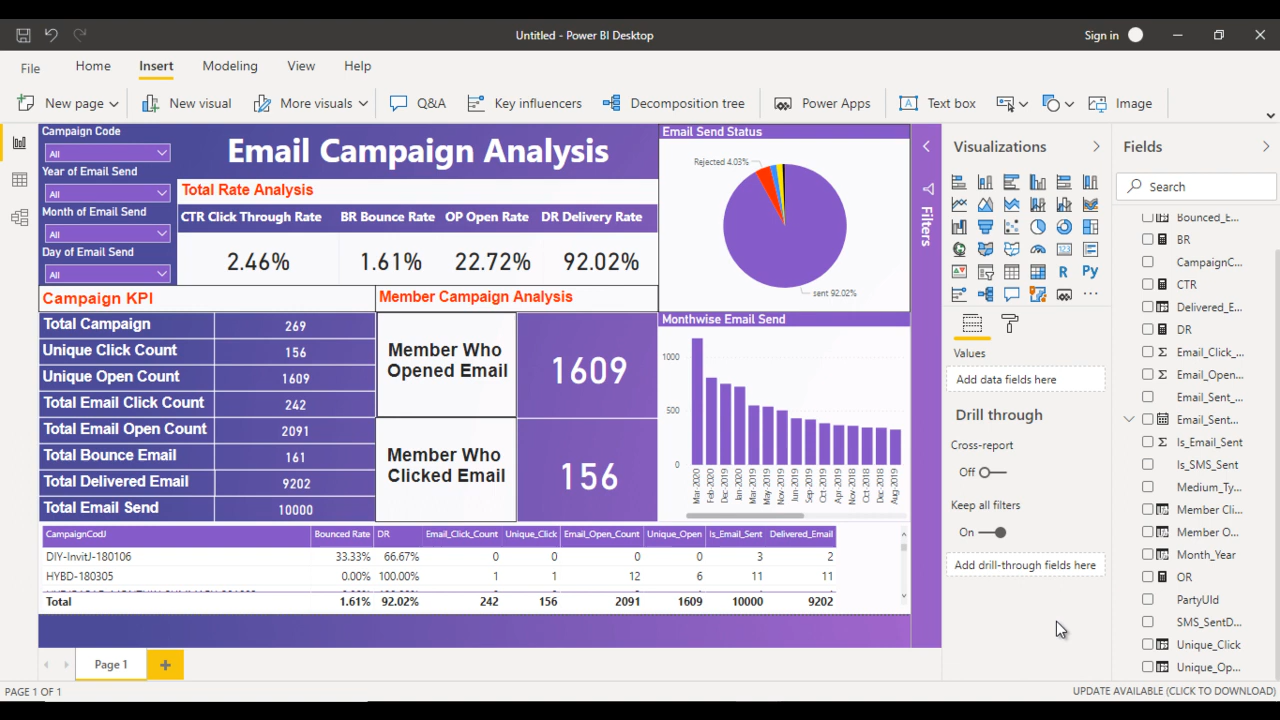 Untitled - Power BI Desktop
Sign in
File Home Insert Modeling View Help
New page New visual More visuals Q&A Key influencers Decomposition tree Power Apps Text box Image
Campaign Code
All
Year of Email Send
All
Month of Email Send
All
Day of Email Send
All
Email Campaign Analysis
Total Rate Analysis
CTR Click Through Rate BR Bounce Rate OP Open Rate DR Delivery Rate
2.46% 1.61% 22.72% 92.02%
Email Send Status
Rejected 4.03%
sent 92.02%
Campaign KPI
Total Campaign 269
Unique Click Count 156
Unique Open Count 1609
Total Email Click Count 242
Total Email Open Count 2091
Total Bounce Email 161
Total Delivered Email 9202
Total Email Send 10000
Member Campaign Analysis
Member Who
Opened Email
1609
Member Who
Clicked Email
156
Monthwise Email Send
1000
500
0
Mar-2020 Feb-2020 Dec-2019 Jan-2020 Mar-2019 May-2019 Nov-2019 Jun-2019 Sep-2019 Oct-2019 Apr-2019 Nov-2018 Oct-2018 Dec-2018 Aug-2019
CampaignCodJ Bounced Rate DR Email_Click_Count Unique_Click Email_Open_Count Unique_Open Is_Email_Sent Delivered_Email
DIY-InvitJ-180106 33.33% 66.67% 0 0 0 0 3 2
HYBD-180305 0.00% 100.00% 1 1 12 6 11 11
Total 1.61% 92.02% 242 156 2091 1609 10000 9202
Filters
Visualizations
R Py
Values
Add data fields here
Drill through
Cross-report
Off
Keep all filters
On
Add drill-through fields here
Fields
Search
Bounced_E...
BR
CampaignC...
CTR
Delivered_E...
DR
Email_Click_...
Email_Open...
Email_Sent_...
Email_Sent...
Is_Email_Sent
Is_SMS_Sent
Medium_Ty...
Member Cli...
Member O...
Month_Year
OR
PartyUId
SMS_SentD...
Unique_Click
Unique_Op...
Page 1
PAGE 1 OF 1
UPDATE AVAILABLE (CLICK TO DOWNLOAD)